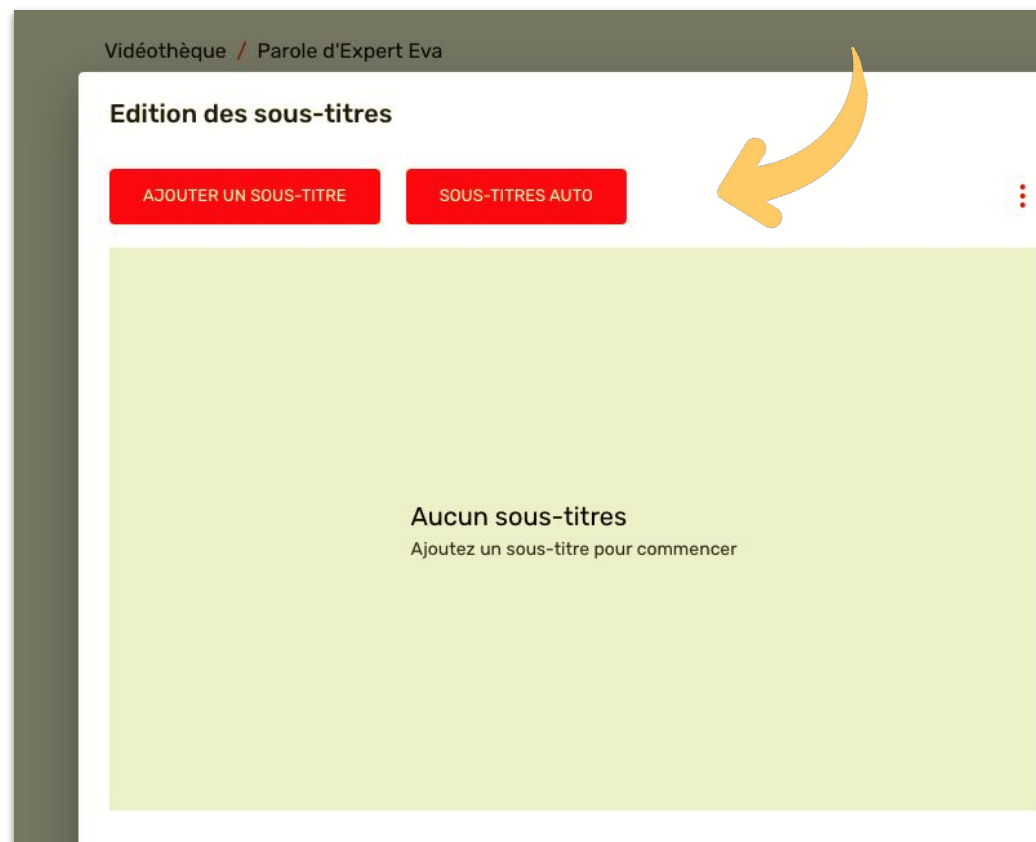 Vidéothèque / Parole d'Expert Eva
Edition des sous-titres
AJOUTER UN SOUS-TITRE SOUS-TITRES AUTO
Aucun sous-titres
Ajoutez un sous-titre pour commencer